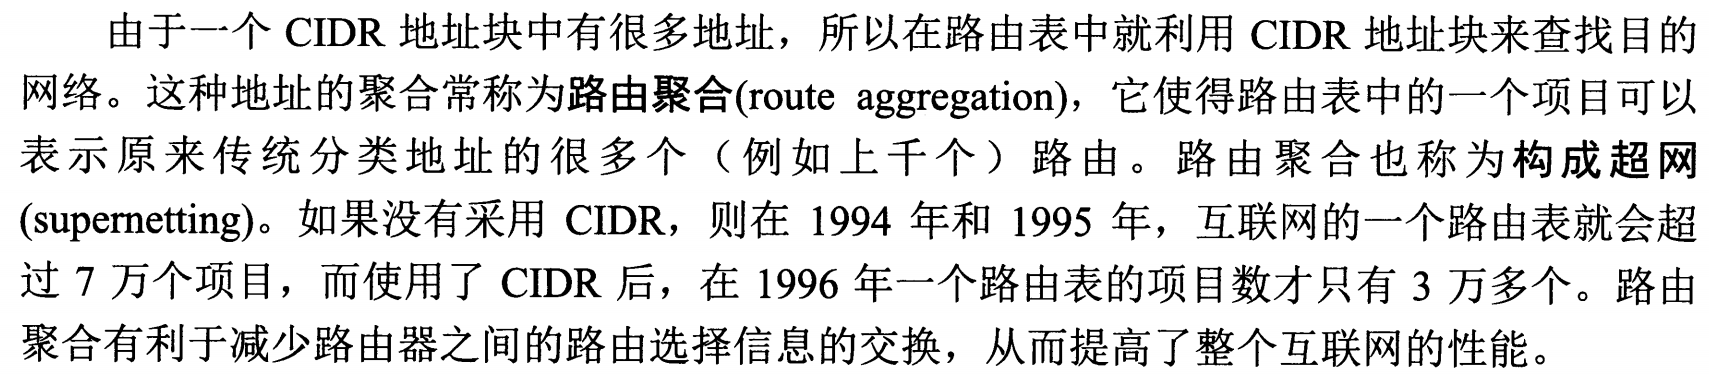 由于一个 CIDR 地址块中有很多地址，所以在路由表中就利用 CIDR 地址块来查找目的
网络。这种地址的聚合常称为路由聚合(route aggregation)，它使得路由表中的一个项目可以
表示原来传统分类地址的很多个（例如上千个）路由。路由聚合也称为构成超网
(supernetting)。如果没有采用 CIDR，则在 1994 年和 1995 年，互联网的一个路由表就会超
过 7 万个项目，而使用了 CIDR 后，在 1996 年一个路由表的项目数才只有 3 万多个。路由
聚合有利于减少路由器之间的路由选择信息的交换，从而提高了整个互联网的性能。